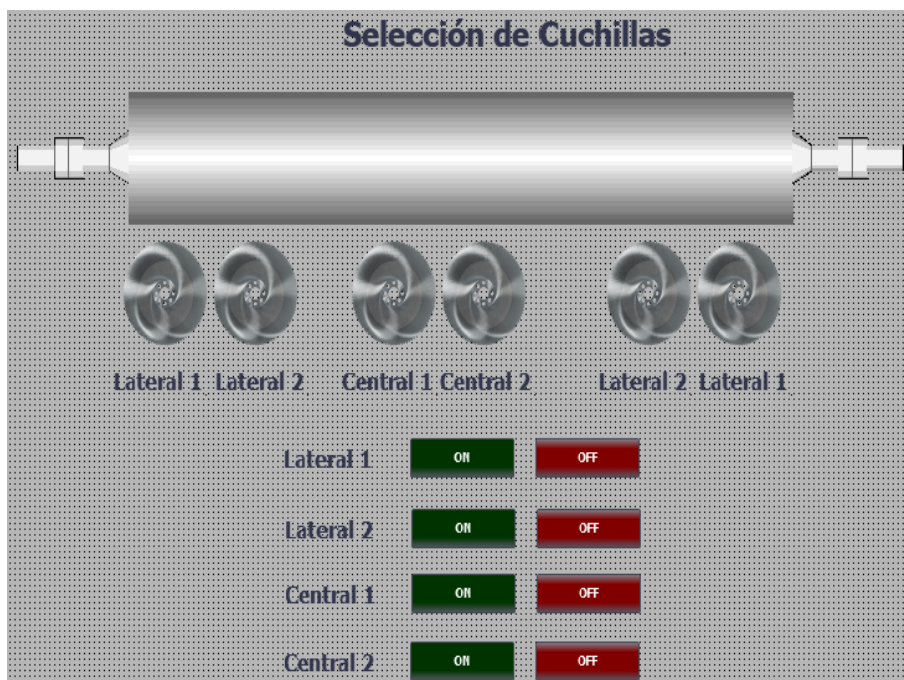 Selección de Cuchillas
Lateral 1 Lateral 2 Central 1 Central 2 Lateral 2 Lateral 1
Lateral 1 ON OFF
Lateral 2 ON OFF
Central 1 ON OFF
Central 2 ON OFF